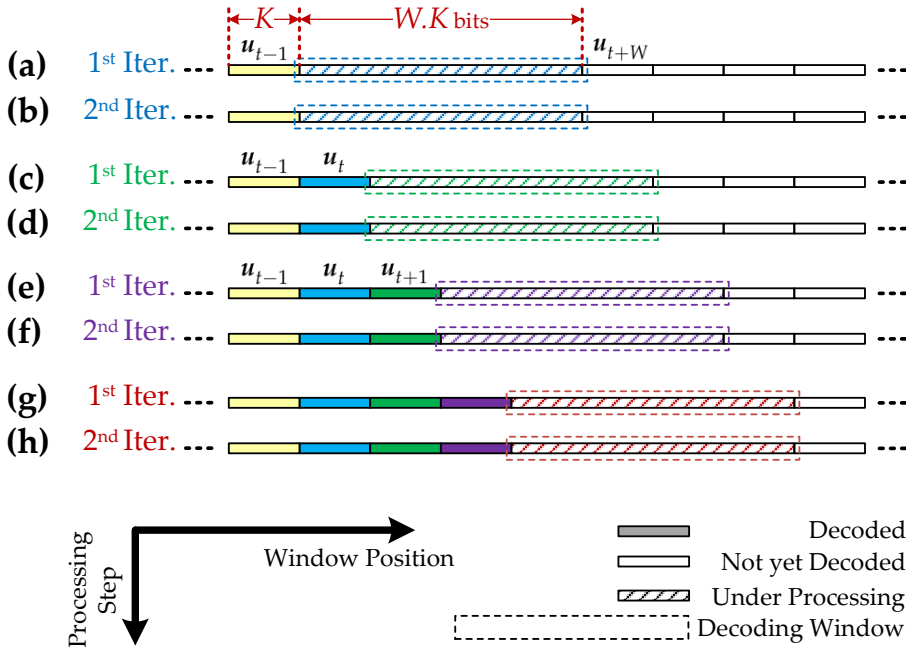 K W.K bits
u_{t−1} u_{t+W}
(a) 1st Iter.
(b) 2nd Iter.
u_{t−1} u_t
(c) 1st Iter.
(d) 2nd Iter.
u_{t−1} u_t u_{t+1}
(e) 1st Iter.
(f) 2nd Iter.
(g) 1st Iter.
(h) 2nd Iter.
Window Position
Processing
Step
Decoded
Not yet Decoded
Under Processing
Decoding Window